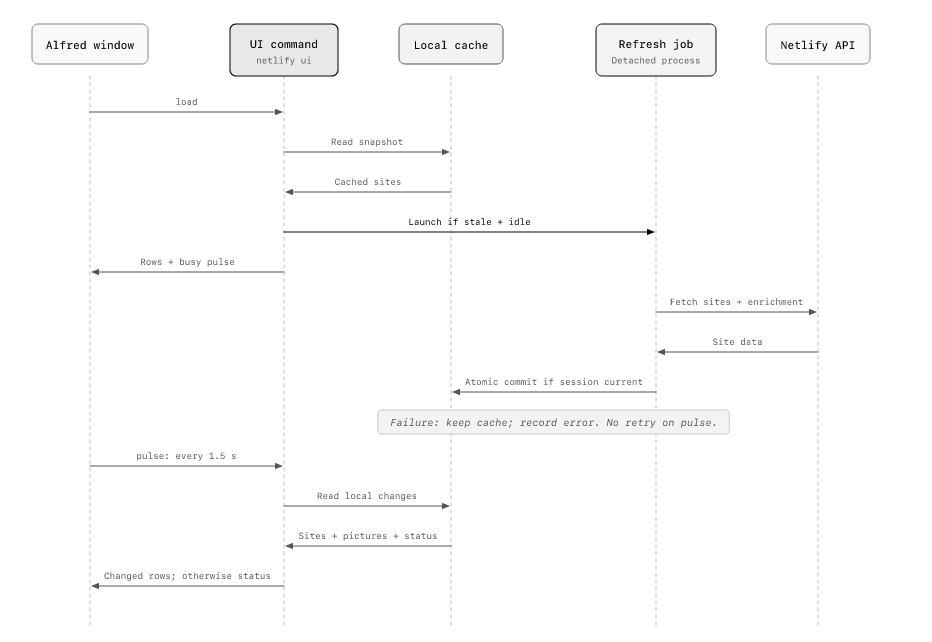 Alfred window
UI command
netlify ui
Local cache
Refresh job
Detached process
Netlify API
load
Read snapshot
Cached sites
Launch if stale + idle
Rows + busy pulse
Fetch sites + enrichment
Site data
Atomic commit if session current
Failure: keep cache; record error. No retry on pulse.
pulse: every 1.5 s
Read local changes
Sites + pictures + status
Changed rows; otherwise status